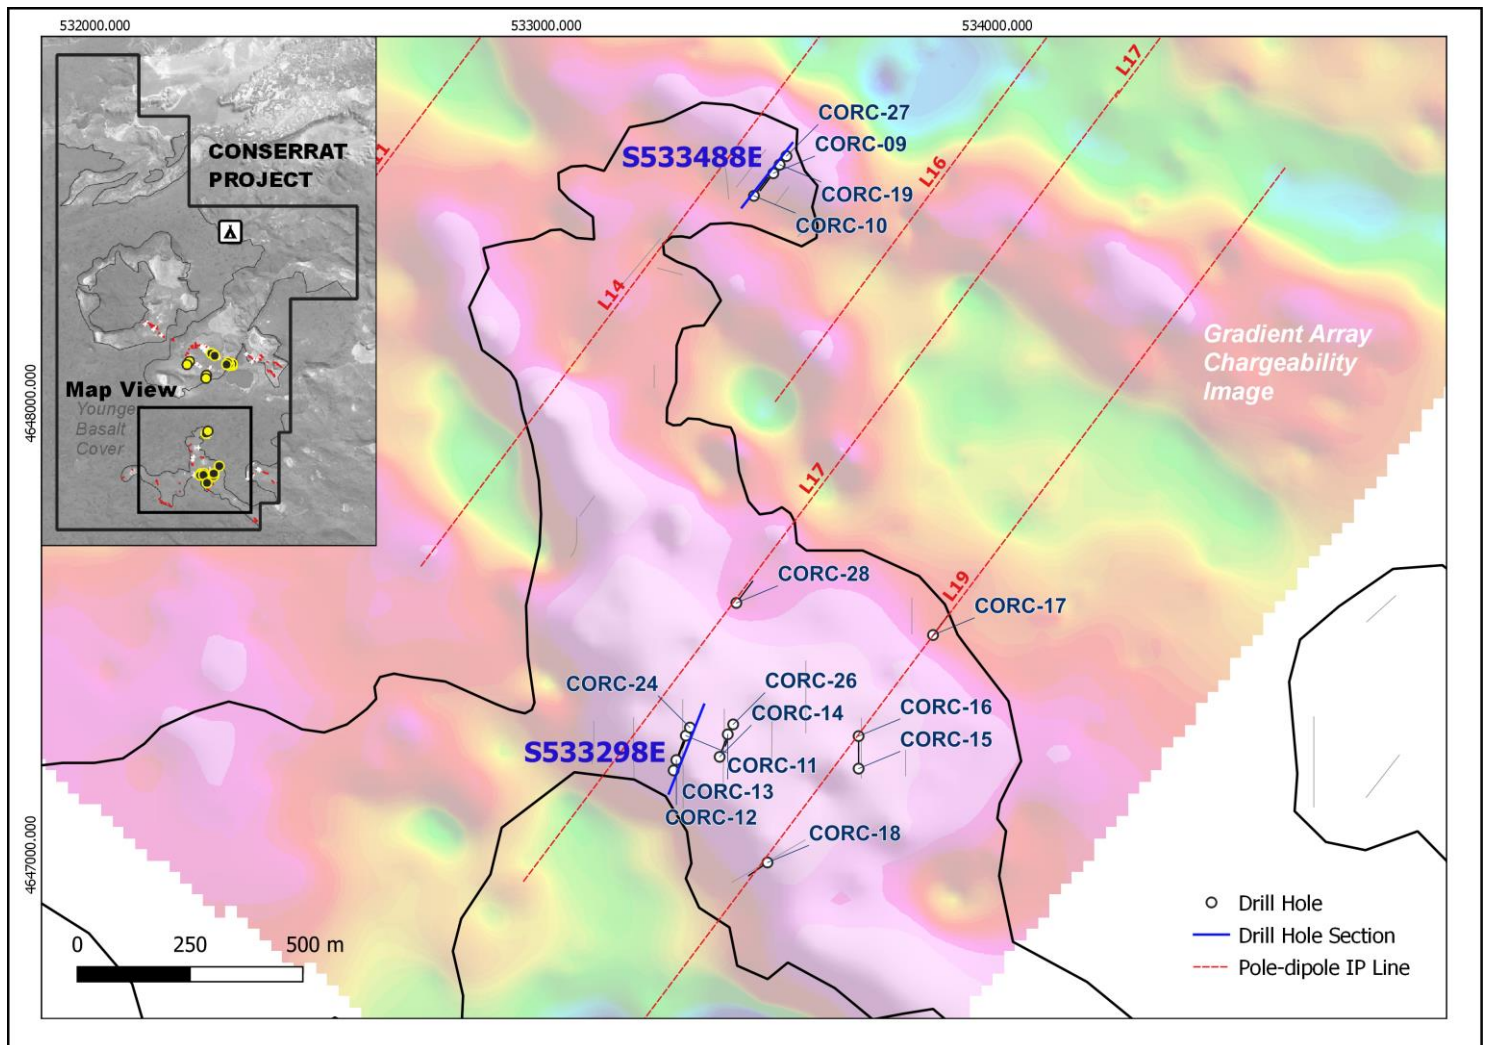 532000.000
533000.000
534000.000
4648000.000
4647000.000
CONSERRAT
PROJECT
Map View
Younge
Basalt
Cover
11
L14
L16
L17
L17
L19
S533488E
CORC-27
CORC-09
CORC-19
CORC-10
Gradient Array
Chargeability
Image
CORC-28
CORC-17
CORC-24
CORC-26
CORC-14
CORC-16
CORC-15
S533298E
CORC-11
CORC-13
CORC-12
CORC-18
0 250 500 m
Drill Hole
Drill Hole Section
Pole-dipole IP Line